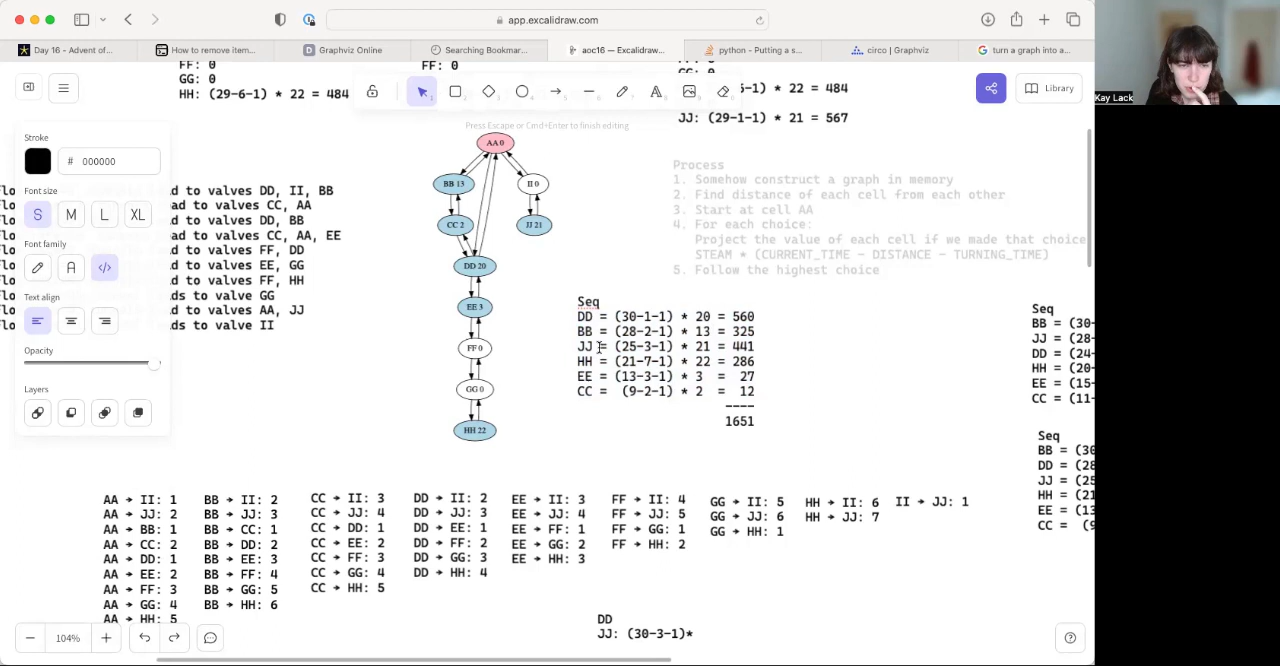 app.excalidraw.com
Day 16 - Advent of...
How to remove item...
Graphviz Online
Searching Bookmar...
aoc16 — Excalidraw...
python - Putting a s...
circo | Graphviz
turn a graph into a...
FF: 0
GG: 0
HH: (29-6-1) * 22 = 484
FF: 0
GG: 0
6-1) * 22 = 484
JJ: (29-1-1) * 21 = 567
Library
Kay Lack
Press Escape or Cmd+Enter to finish editing
Stroke
# 000000
Font size
S M L XL
Font family
A
Text align
Opacity
Layers
Flo
ad to valves DD, II, BB
Flo
ad to valves CC, AA
Flo
ad to valves DD, BB
Flo
ad to valves CC, AA, EE
Flo
ad to valves FF, DD
Flo
ad to valves EE, GG
Flo
ad to valves FF, HH
Flo
ds to valve GG
Flo
ad to valves AA, JJ
Flo
ds to valve II
AA 0
BB 13
II 0
CC 2
JJ 21
DD 20
EE 3
FF 0
GG 0
HH 22
Process
1. Somehow construct a graph in memory
2. Find distance of each cell from each other
3. Start at cell AA
4. For each choice:
Project the value of each cell if we made that choice
STEAM * (CURRENT_TIME - DISTANCE - TURNING_TIME)
5. Follow the highest choice
Seq
DD = (30-1-1) * 20 = 560
BB = (28-2-1) * 13 = 325
JJ = (25-3-1) * 21 = 441
HH = (21-7-1) * 22 = 286
EE = (13-3-1) * 3 = 27
CC = (9-2-1) * 2 = 12
----
1651
Seq
BB = (30-
JJ = (28-
DD = (24-
HH = (20-
EE = (15-
CC = (11-
Seq
BB = (30
DD = (28
JJ = (25
HH = (21
EE = (13
CC = (9
AA → II: 1
AA → JJ: 2
AA → BB: 1
AA → CC: 2
AA → DD: 1
AA → EE: 2
AA → FF: 3
AA → GG: 4
AA → HH: 5
BB → II: 2
BB → JJ: 3
BB → CC: 1
BB → DD: 2
BB → EE: 3
BB → FF: 4
BB → GG: 5
BB → HH: 6
CC → II: 3
CC → JJ: 4
CC → DD: 1
CC → EE: 2
CC → FF: 3
CC → GG: 4
CC → HH: 5
DD → II: 2
DD → JJ: 3
DD → EE: 1
DD → FF: 2
DD → GG: 3
DD → HH: 4
EE → II: 3
EE → JJ: 4
EE → FF: 1
EE → GG: 2
EE → HH: 3
FF → II: 4
FF → JJ: 5
FF → GG: 1
FF → HH: 2
GG → II: 5
GG → JJ: 6
GG → HH: 1
HH → II: 6
HH → JJ: 7
II → JJ: 1
DD
JJ: (30-3-1)*
104%